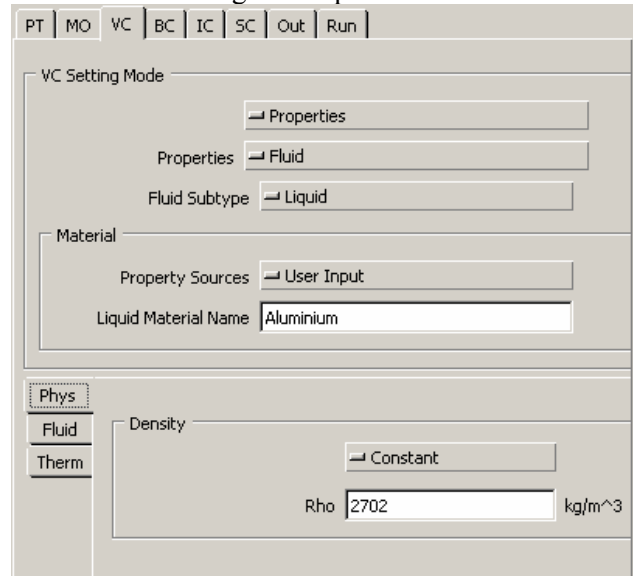 PT MO VC BC IC SC Out Run
VC Setting Mode
Properties
Properties Fluid
Fluid Subtype Liquid
Material
Property Sources User Input
Liquid Material Name Aluminium
Phys
Fluid
Therm
Density
Constant
Rho 2702 kg/m^3